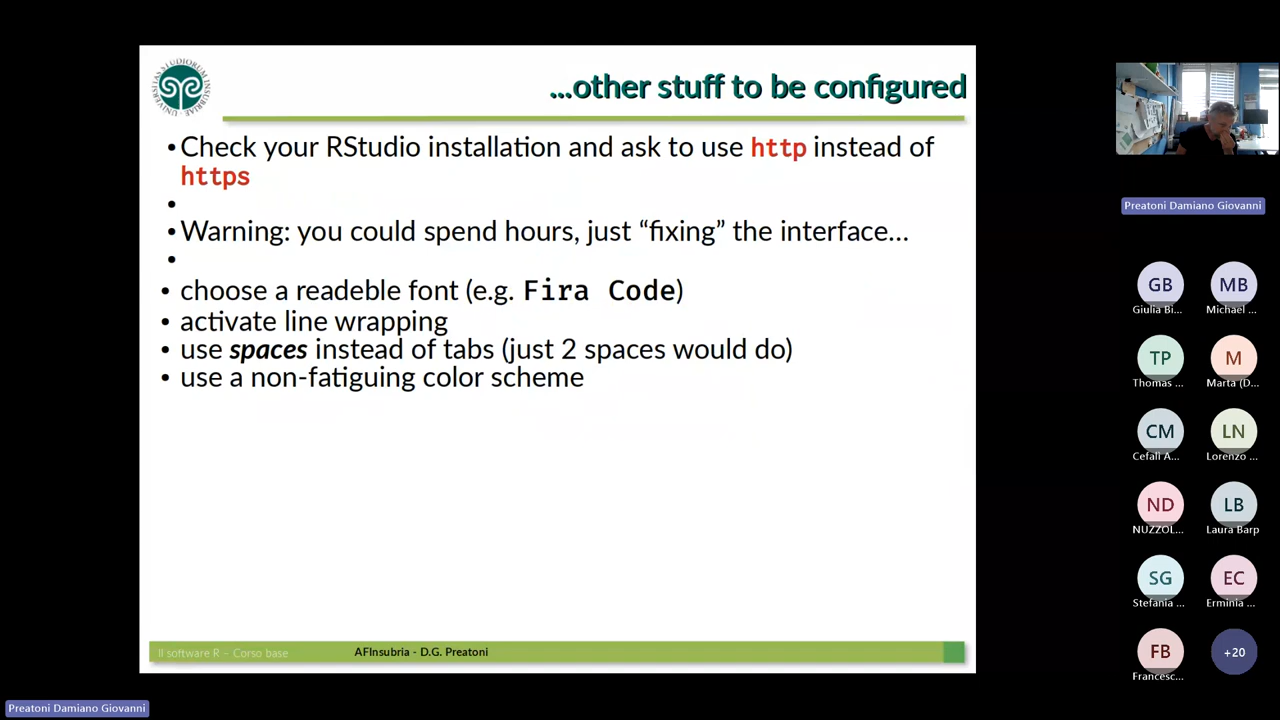 ...other stuff to be configured
• Check your RStudio installation and ask to use http instead of
https
•
• Warning: you could spend hours, just “fixing” the interface...
•
• choose a readeble font (e.g. Fira Code)
• activate line wrapping
• use spaces instead of tabs (just 2 spaces would do)
• use a non-fatiguing color scheme
Il software R - Corso base
AFInsubria - D.G. Preatoni
Preatoni Damiano Giovanni
GB
MB
Giulia Bi...
Michael ...
TP
M
Thomas ...
Marta (D...
CM
LN
Cefalì A...
Lorenzo ...
ND
LB
NUZZOL...
Laura Barp
SG
EC
Stefania ...
Erminia ...
FB
+20
Francesc...
Preatoni Damiano Giovanni